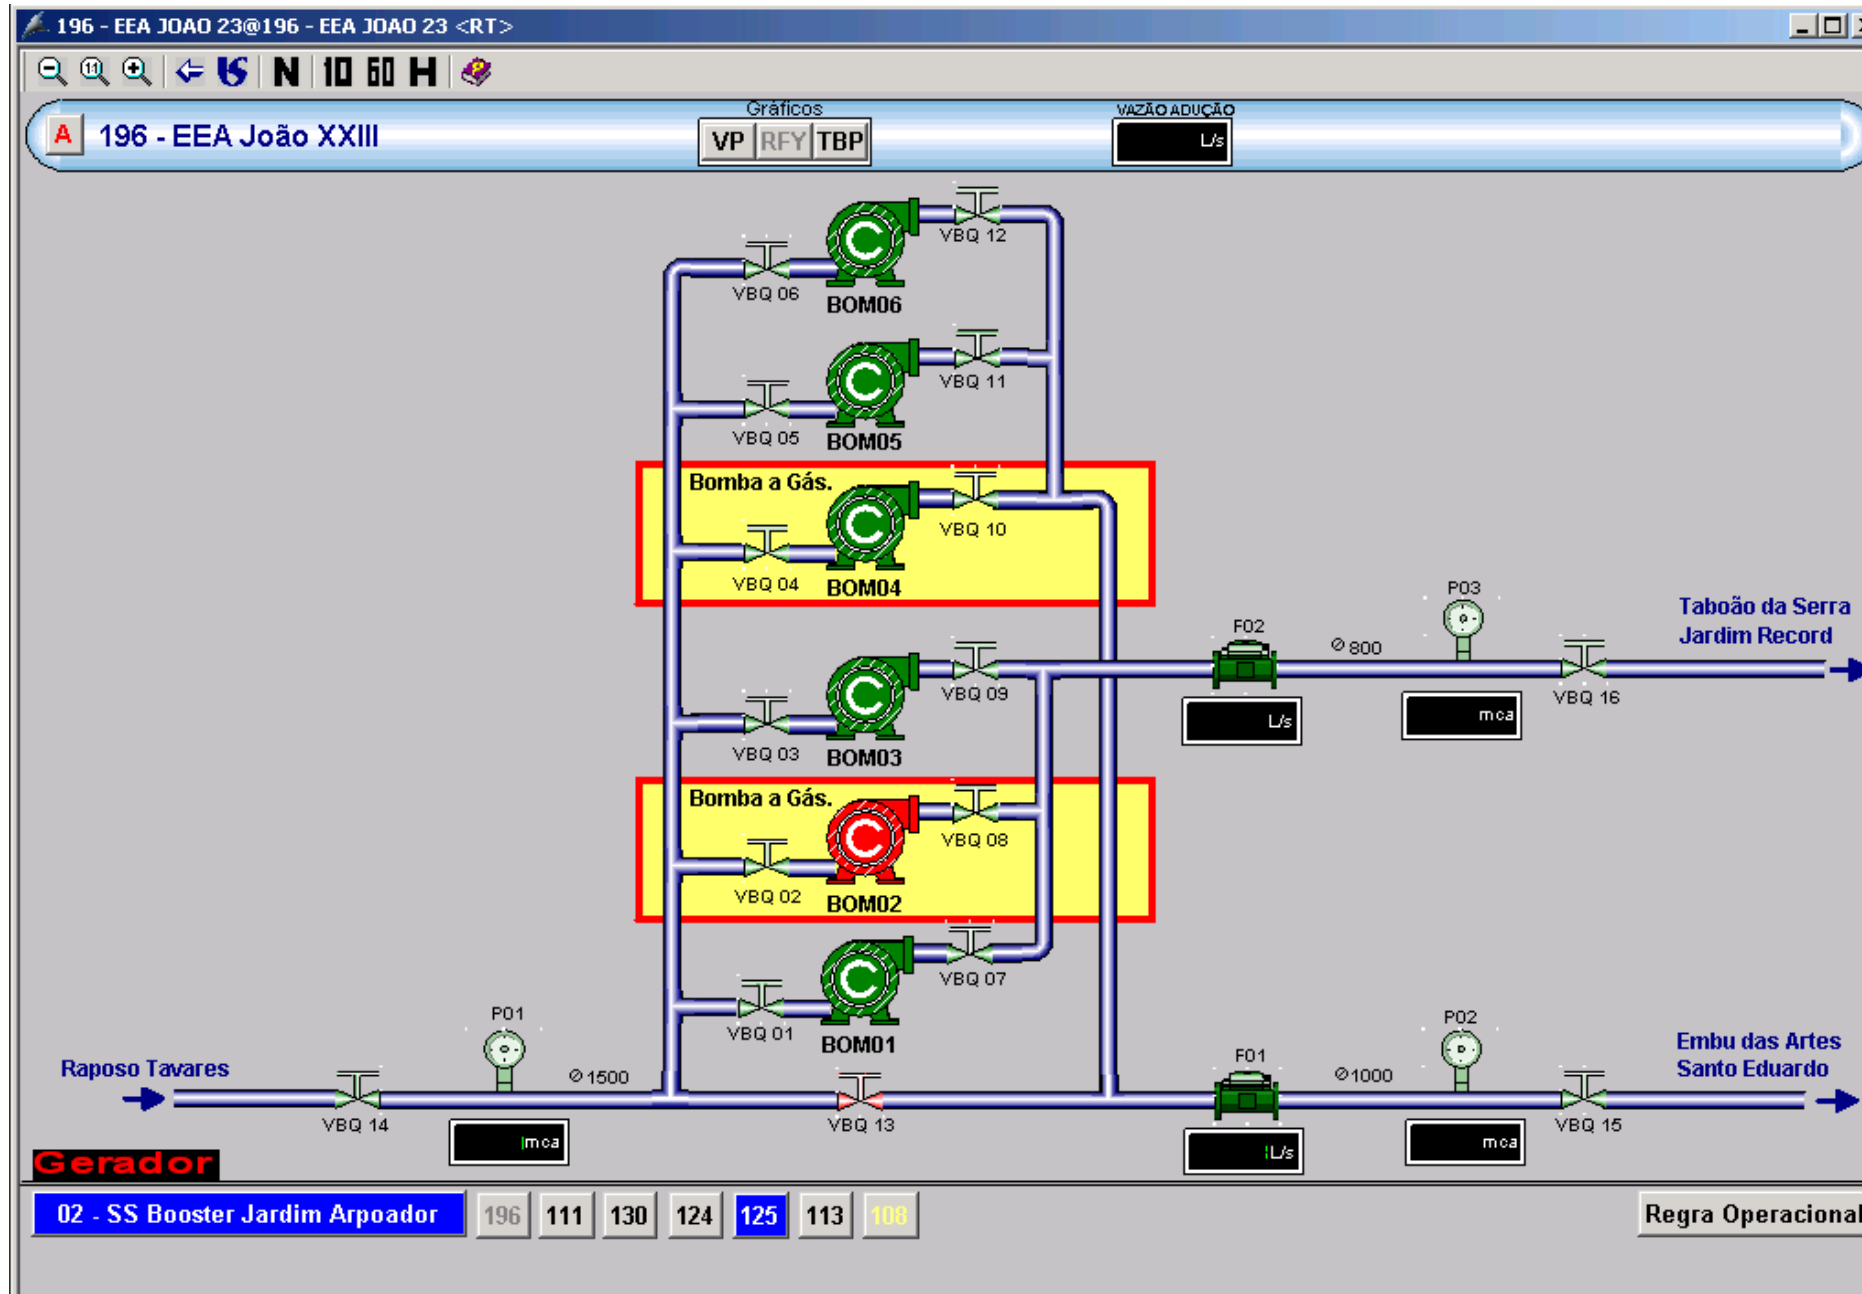 196 - EEA JOAO 23@196 - EEA JOAO 23 <RT>
1:1 N 10 60 H
A 196 - EEA João XXIII
Gráficos
VP RFY TBP
VAZÃO ADUÇÃO
L/s
VBQ 12
VBQ 06
BOM06
VBQ 11
VBQ 05
BOM05
Bomba a Gás.
VBQ 10
VBQ 04
BOM04
P03
Taboão da Serra
Jardim Record
F02
⌀ 800
VBQ 09
VBQ 16
L/s
mca
VBQ 03
BOM03
Bomba a Gás.
VBQ 08
VBQ 02
BOM02
VBQ 07
P01
VBQ 01
BOM01
P02
Embu das Artes
Santo Eduardo
F01
Raposo Tavares
⌀ 1500
⌀ 1000
VBQ 14
VBQ 13
VBQ 15
mca
L/s
mca
Gerador
02 - SS Booster Jardim Arpoador 196 111 130 124 125 113 108 Regra Operacional